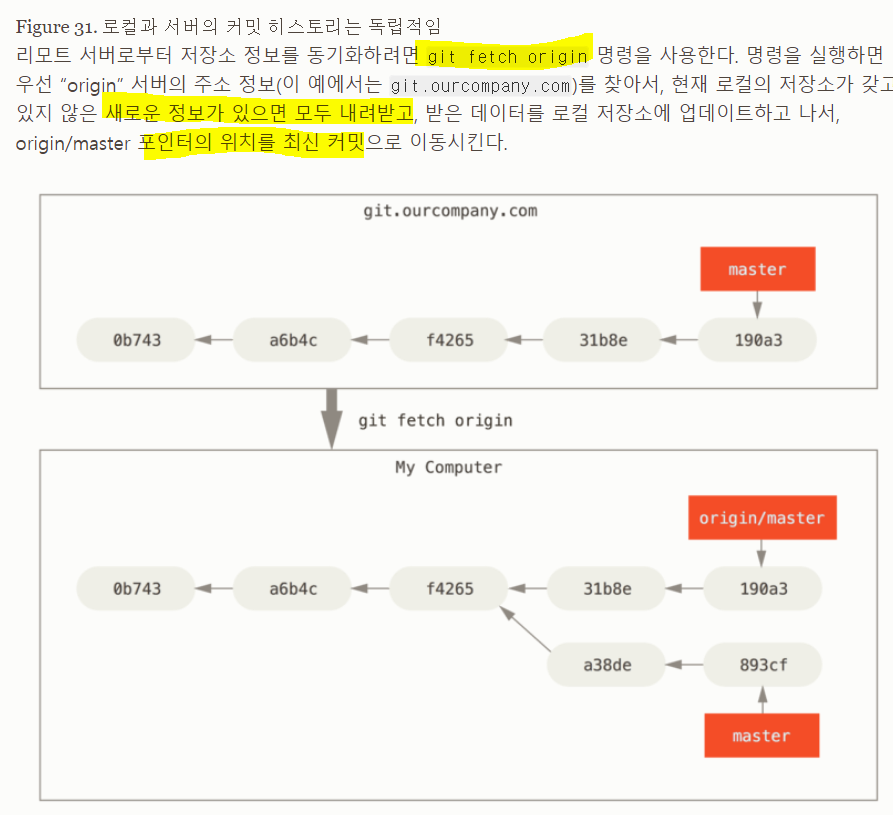 Figure 31. 로컬과 서버의 커밋 히스토리는 독립적임
리모트 서버로부터 저장소 정보를 동기화하려면 git fetch origin 명령을 사용한다. 명령을 실행하면
우선 “origin” 서버의 주소 정보(이 예에서는 git.ourcompany.com)를 찾아서, 현재 로컬의 저장소가 갖고
있지 않은 새로운 정보가 있으면 모두 내려받고, 받은 데이터를 로컬 저장소에 업데이트하고 나서,
origin/master 포인터의 위치를 최신 커밋으로 이동시킨다.
git.ourcompany.com
master
0b743 a6b4c f4265 31b8e 190a3
git fetch origin
My Computer
origin/master
0b743 a6b4c f4265 31b8e 190a3
a38de 893cf
master